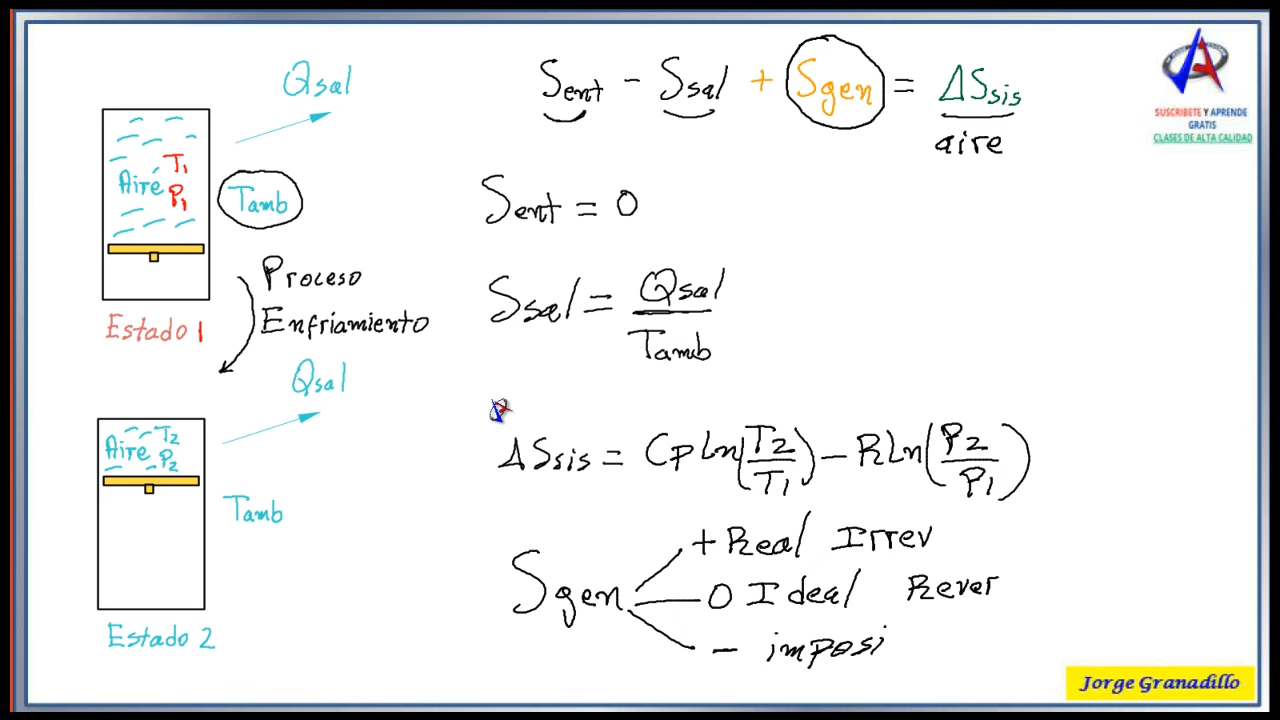 Qsal
Sent - Ssal + Sgen = ΔSsis
aire
SUSCRIBETE Y APRENDE
GRATIS
CLASES DE ALTA CALIDAD
Airé T1
P1
Tamb
Sent = 0
Proceso
Enfriamiento
Estado 1
Ssal = Qsal
Tamb
Qsal
Airé T2
P2
Tamb
ΔSsis = Cp Ln(T2/T1) - R Ln(P2/P1)
Estado 2
Sgen
+ Real Irrev
0 Ideal Rever
- imposi
Jorge Granadillo